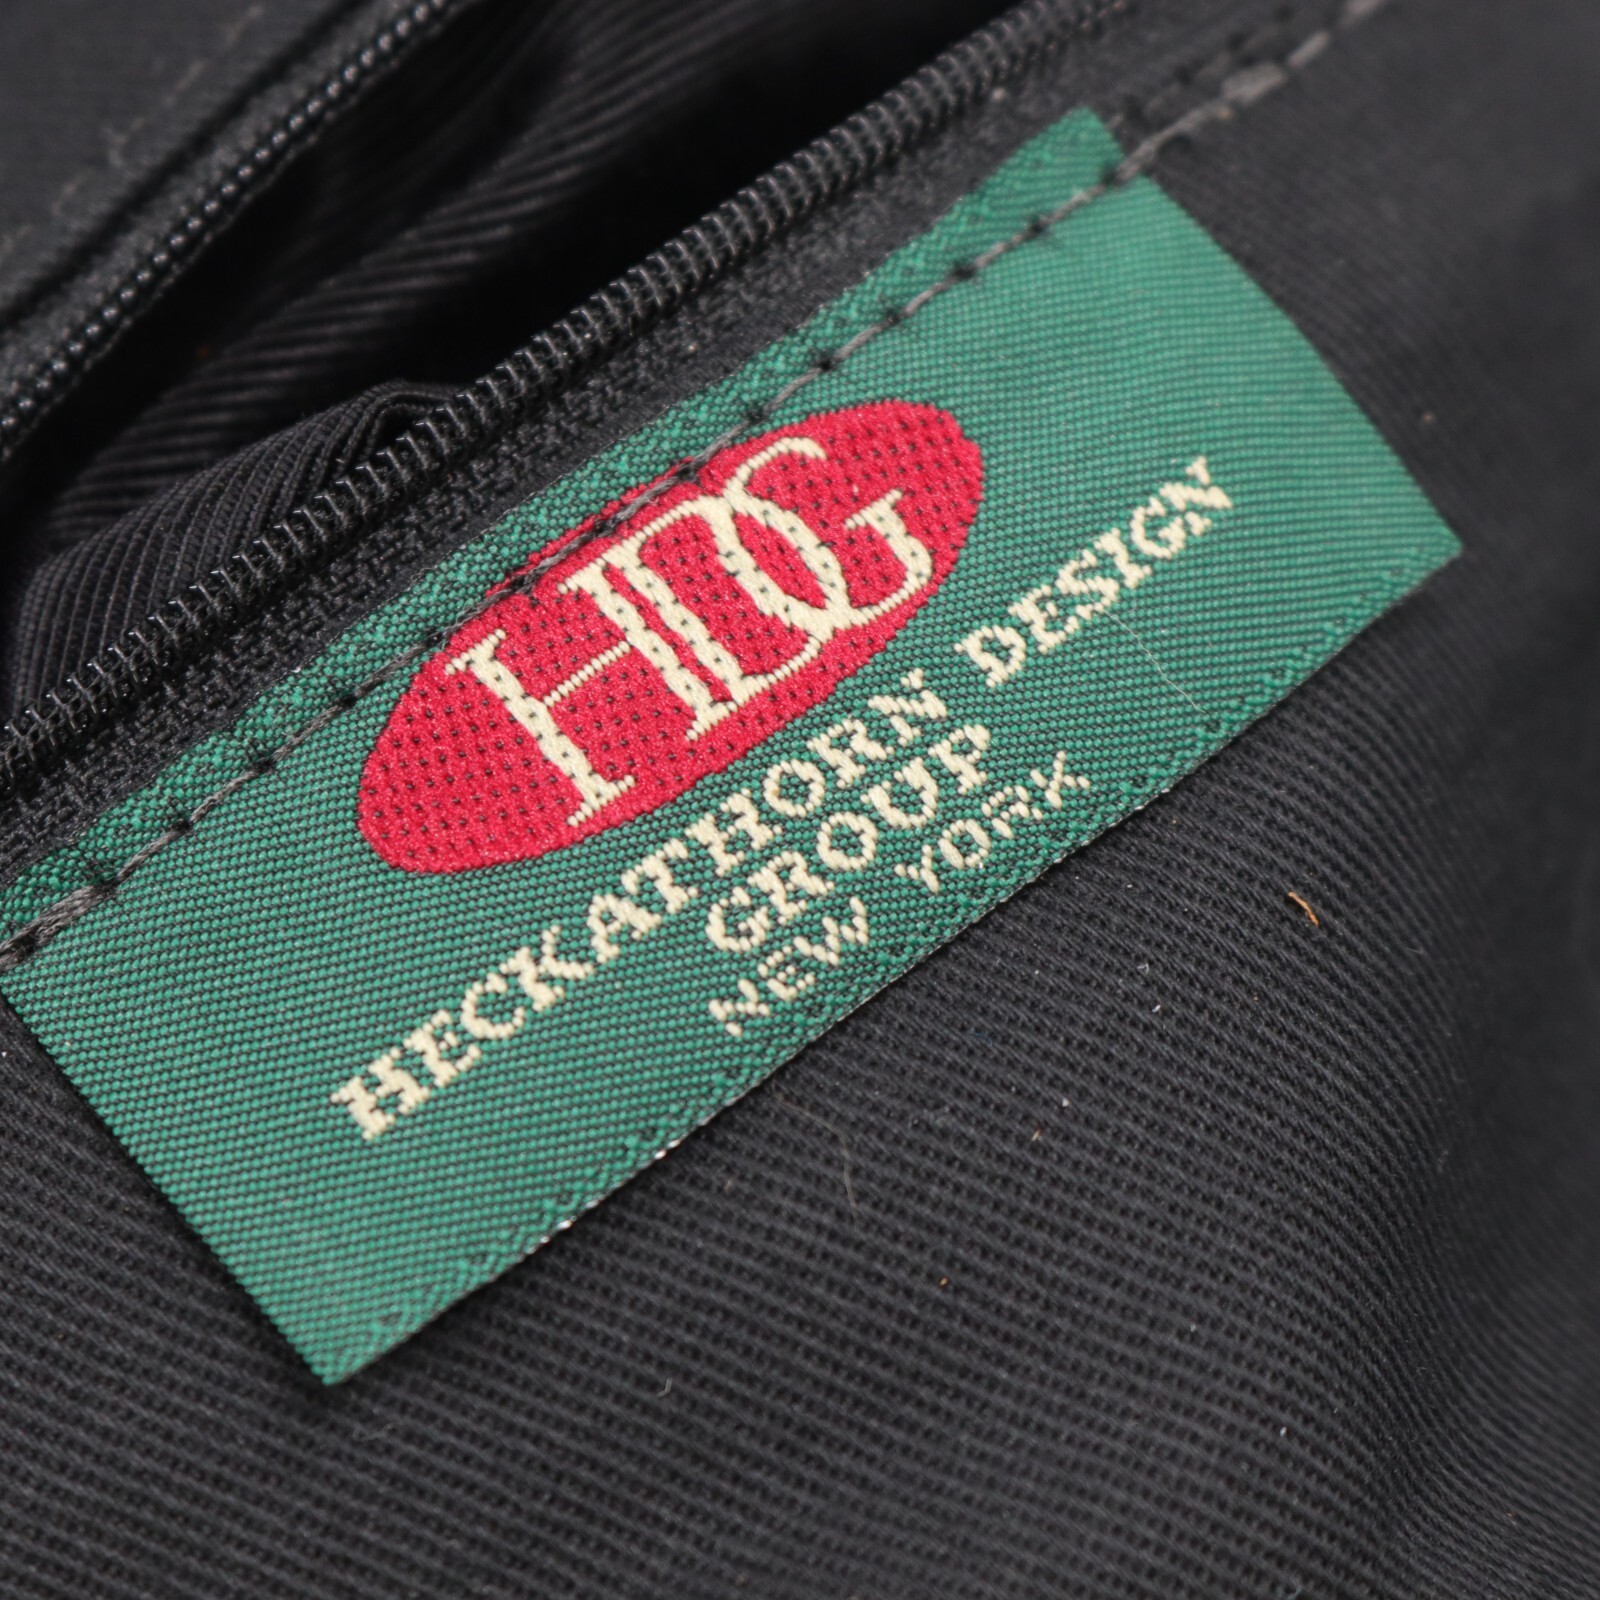 HDG
HECKATHORN DESIGN
GROUP
NEW YORK